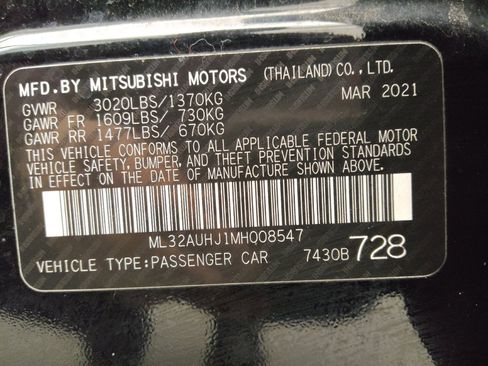 MFD.BY MITSUBISHI MOTORS (THAILAND)CO.,LTD.
GVWR 3020LBS/1370KG MAR 2021
GAWR FR 1609LBS/ 730KG
GAWR RR 1477LBS/ 670KG
THIS VEHICLE CONFORMS TO ALL APPLICABLE FEDERAL MOTOR
VEHICLE SAFETY, BUMPER, AND THEFT PREVENTION STANDARDS
IN EFFECT ON THE DATE OF MANUFACTURE SHOWN ABOVE.
ML32AUHJ1MH008547
VEHICLE TYPE:PASSENGER CAR 7430B 728